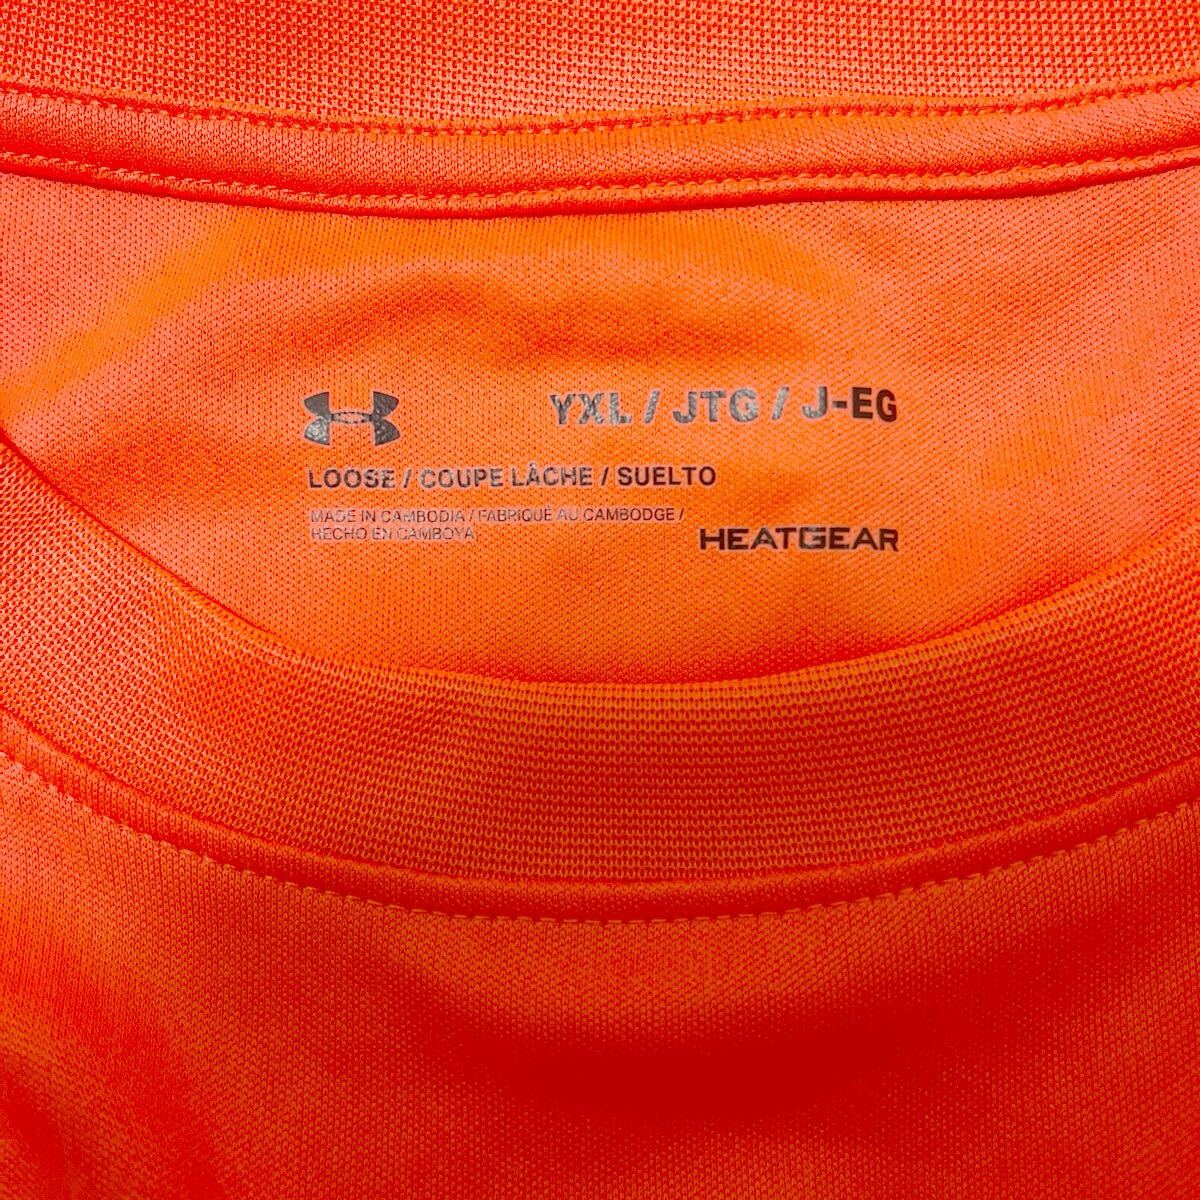 YXL / JTG / J-EG
LOOSE / COUPE LÂCHE / SUELTO
MADE IN CAMBODIA / FABRIQUÉ AU CAMBODGE /
HECHO EN CAMBOYA
HEATGEAR